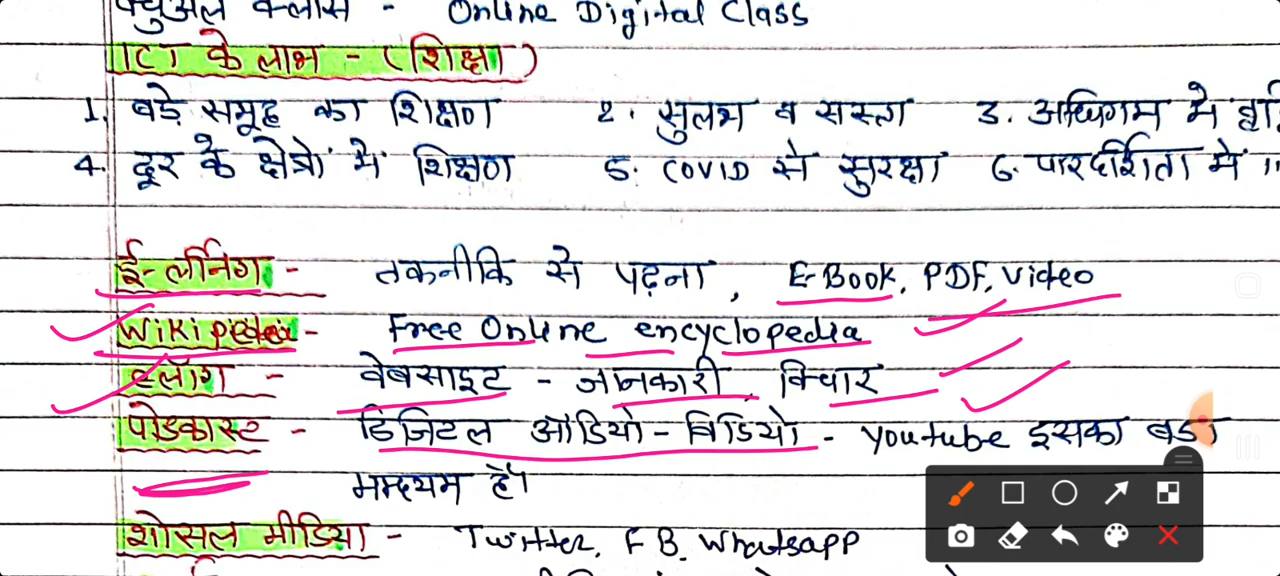 क्चुअल क्लास - Online Digital Class
ICT के लाभ - (शिक्षा)
1. बड़े समूह का शिक्षण 2. सुलभ व सस्ता 3. अधिगम में
4. दूर के क्षेत्रों में शिक्षण 5. COVID से सुरक्षा 6. पारदर्शिता में "
ई-लर्निंग - तकनीकि से पढ़ना, E-Book, PDF, Video
Wikipedia - Free Online encyclopedia
ब्लॉग - वेबसाइट - जानकारी, विचार
पोडकास्ट - डिजिटल ऑडियो - विडियो - Youtube इसका बड़ा
माध्यम है।
शोसल मीडिया - Twitter, FB, Whatsapp